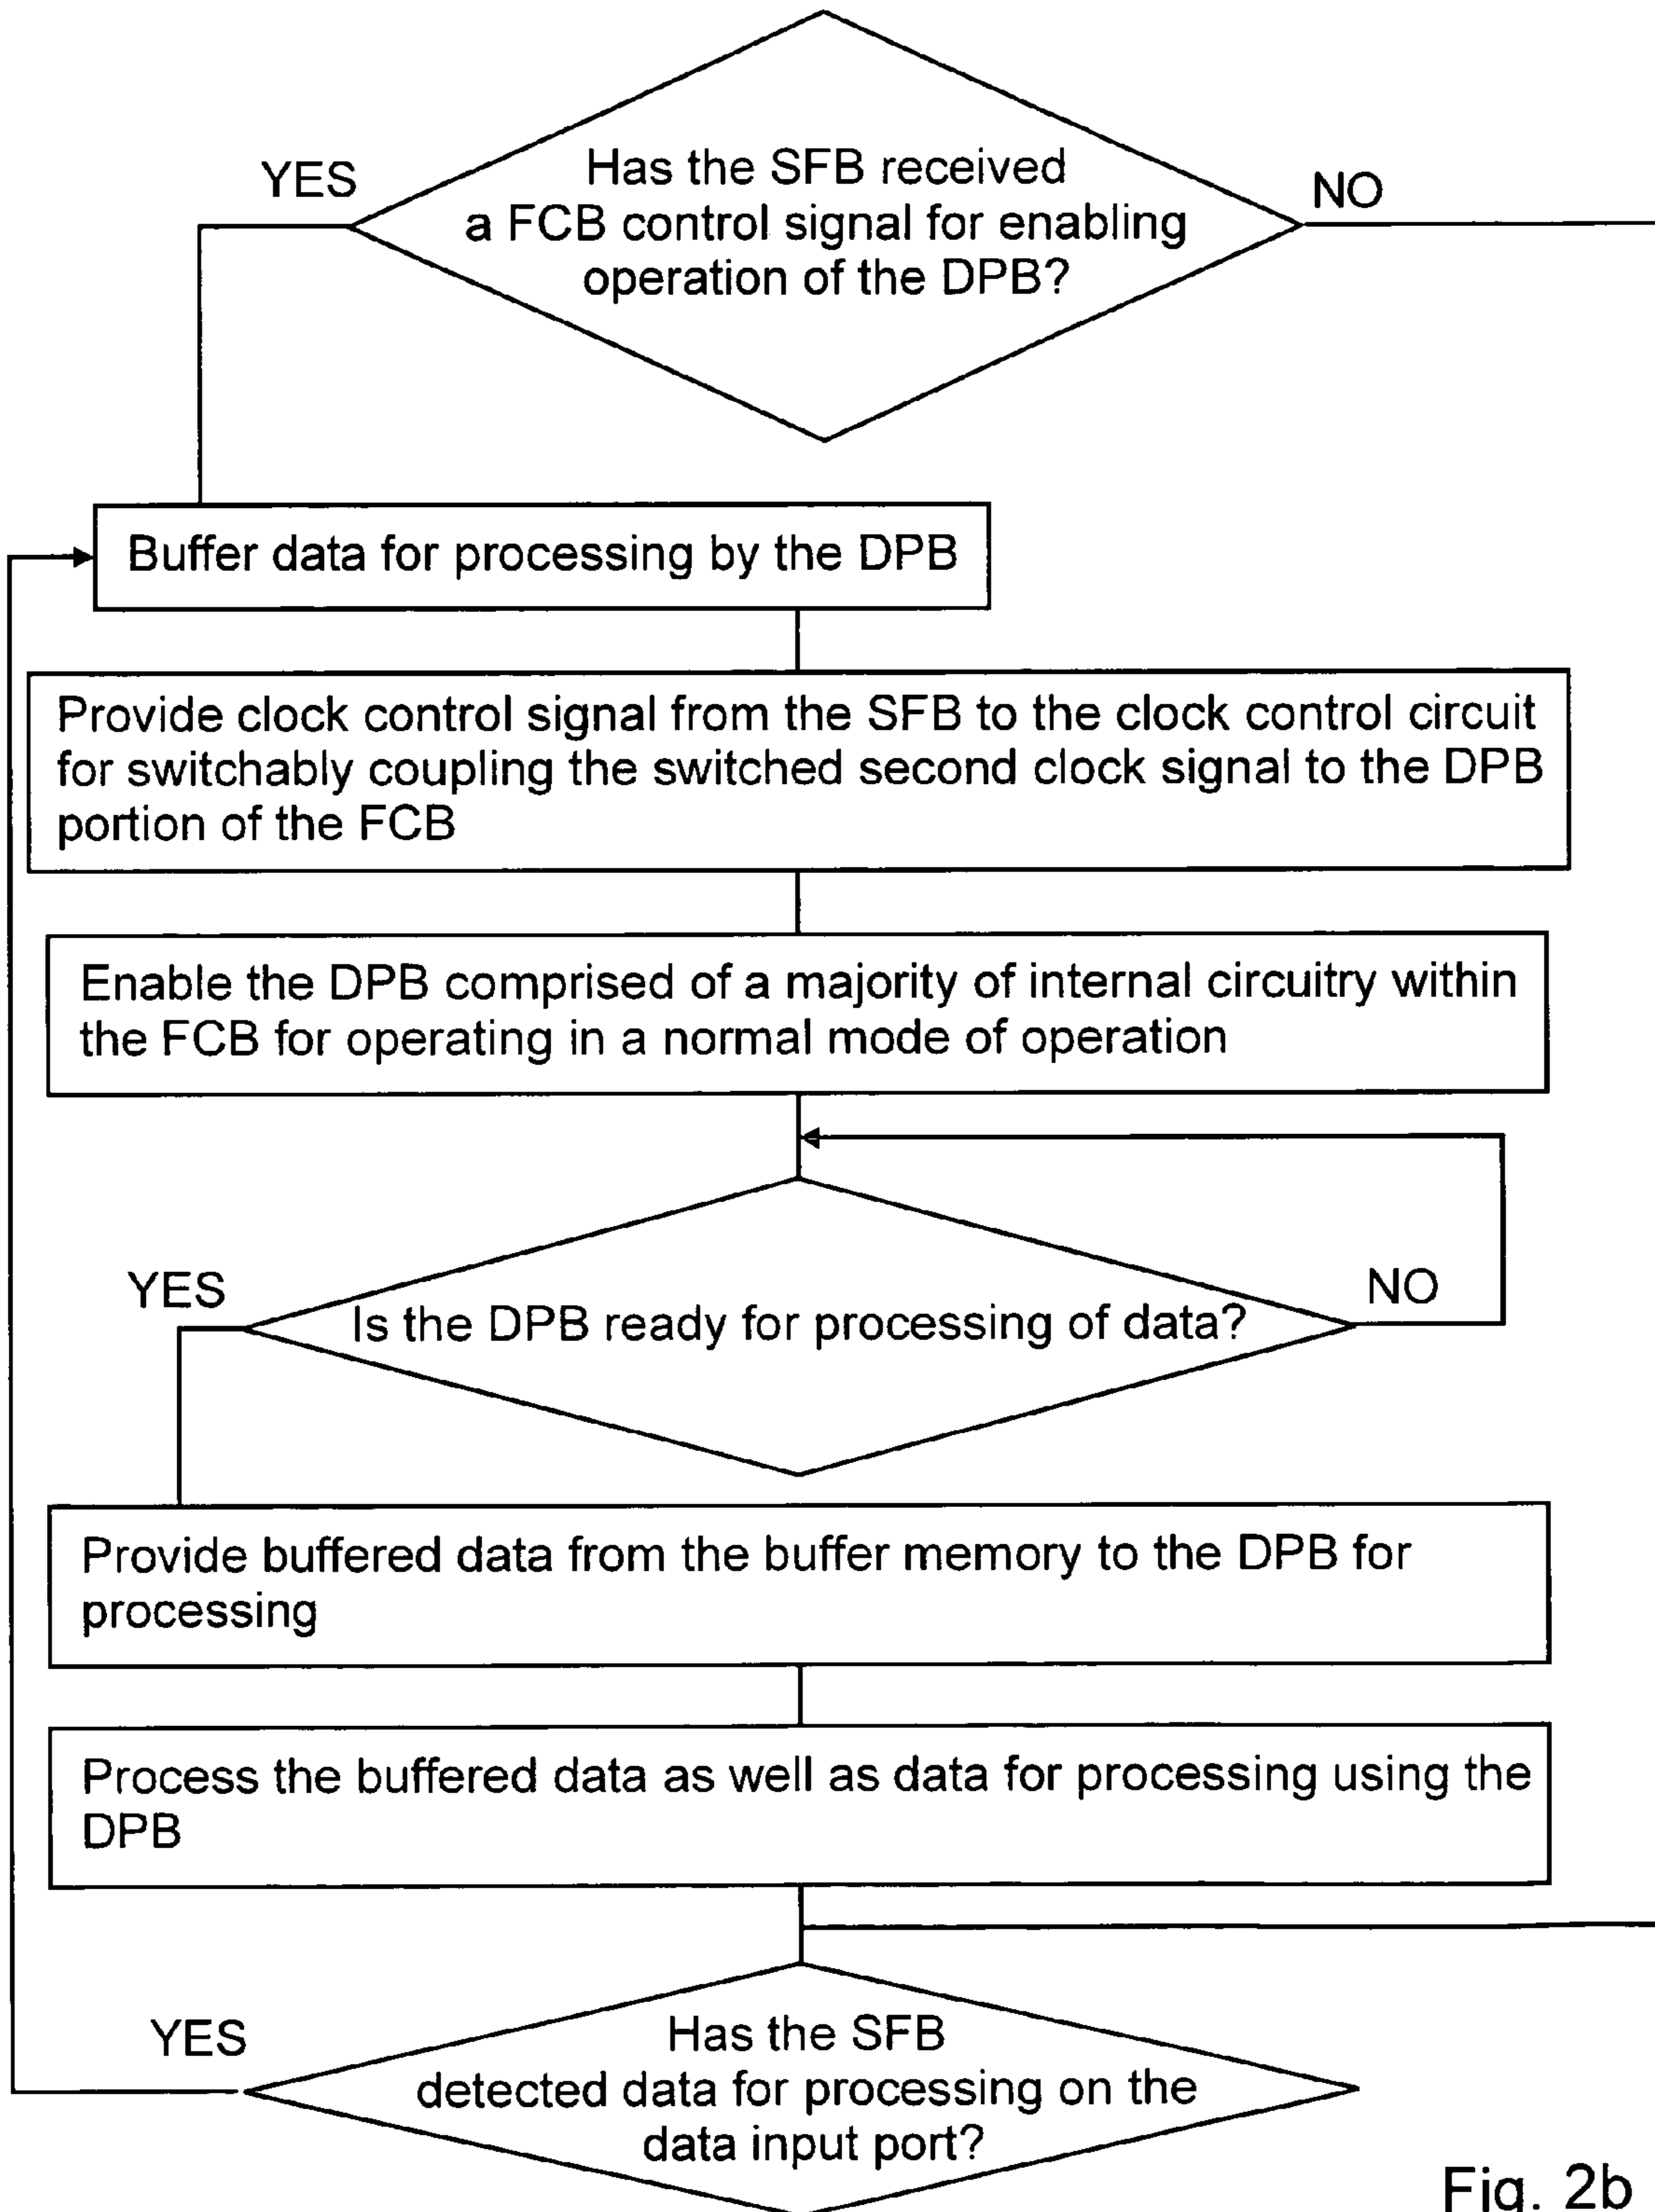 Has the SFB received
a FCB control signal for enabling
operation of the DPB?
YES
NO
Buffer data for processing by the DPB
Provide clock control signal from the SFB to the clock control circuit
for switchably coupling the switched second clock signal to the DPB
portion of the FCB
Enable the DPB comprised of a majority of internal circuitry within
the FCB for operating in a normal mode of operation
YES
Is the DPB ready for processing of data?
NO
Provide buffered data from the buffer memory to the DPB for
processing
Process the buffered data as well as data for processing using the
DPB
YES
Has the SFB
detected data for processing on the
data input port?
Fig. 2b